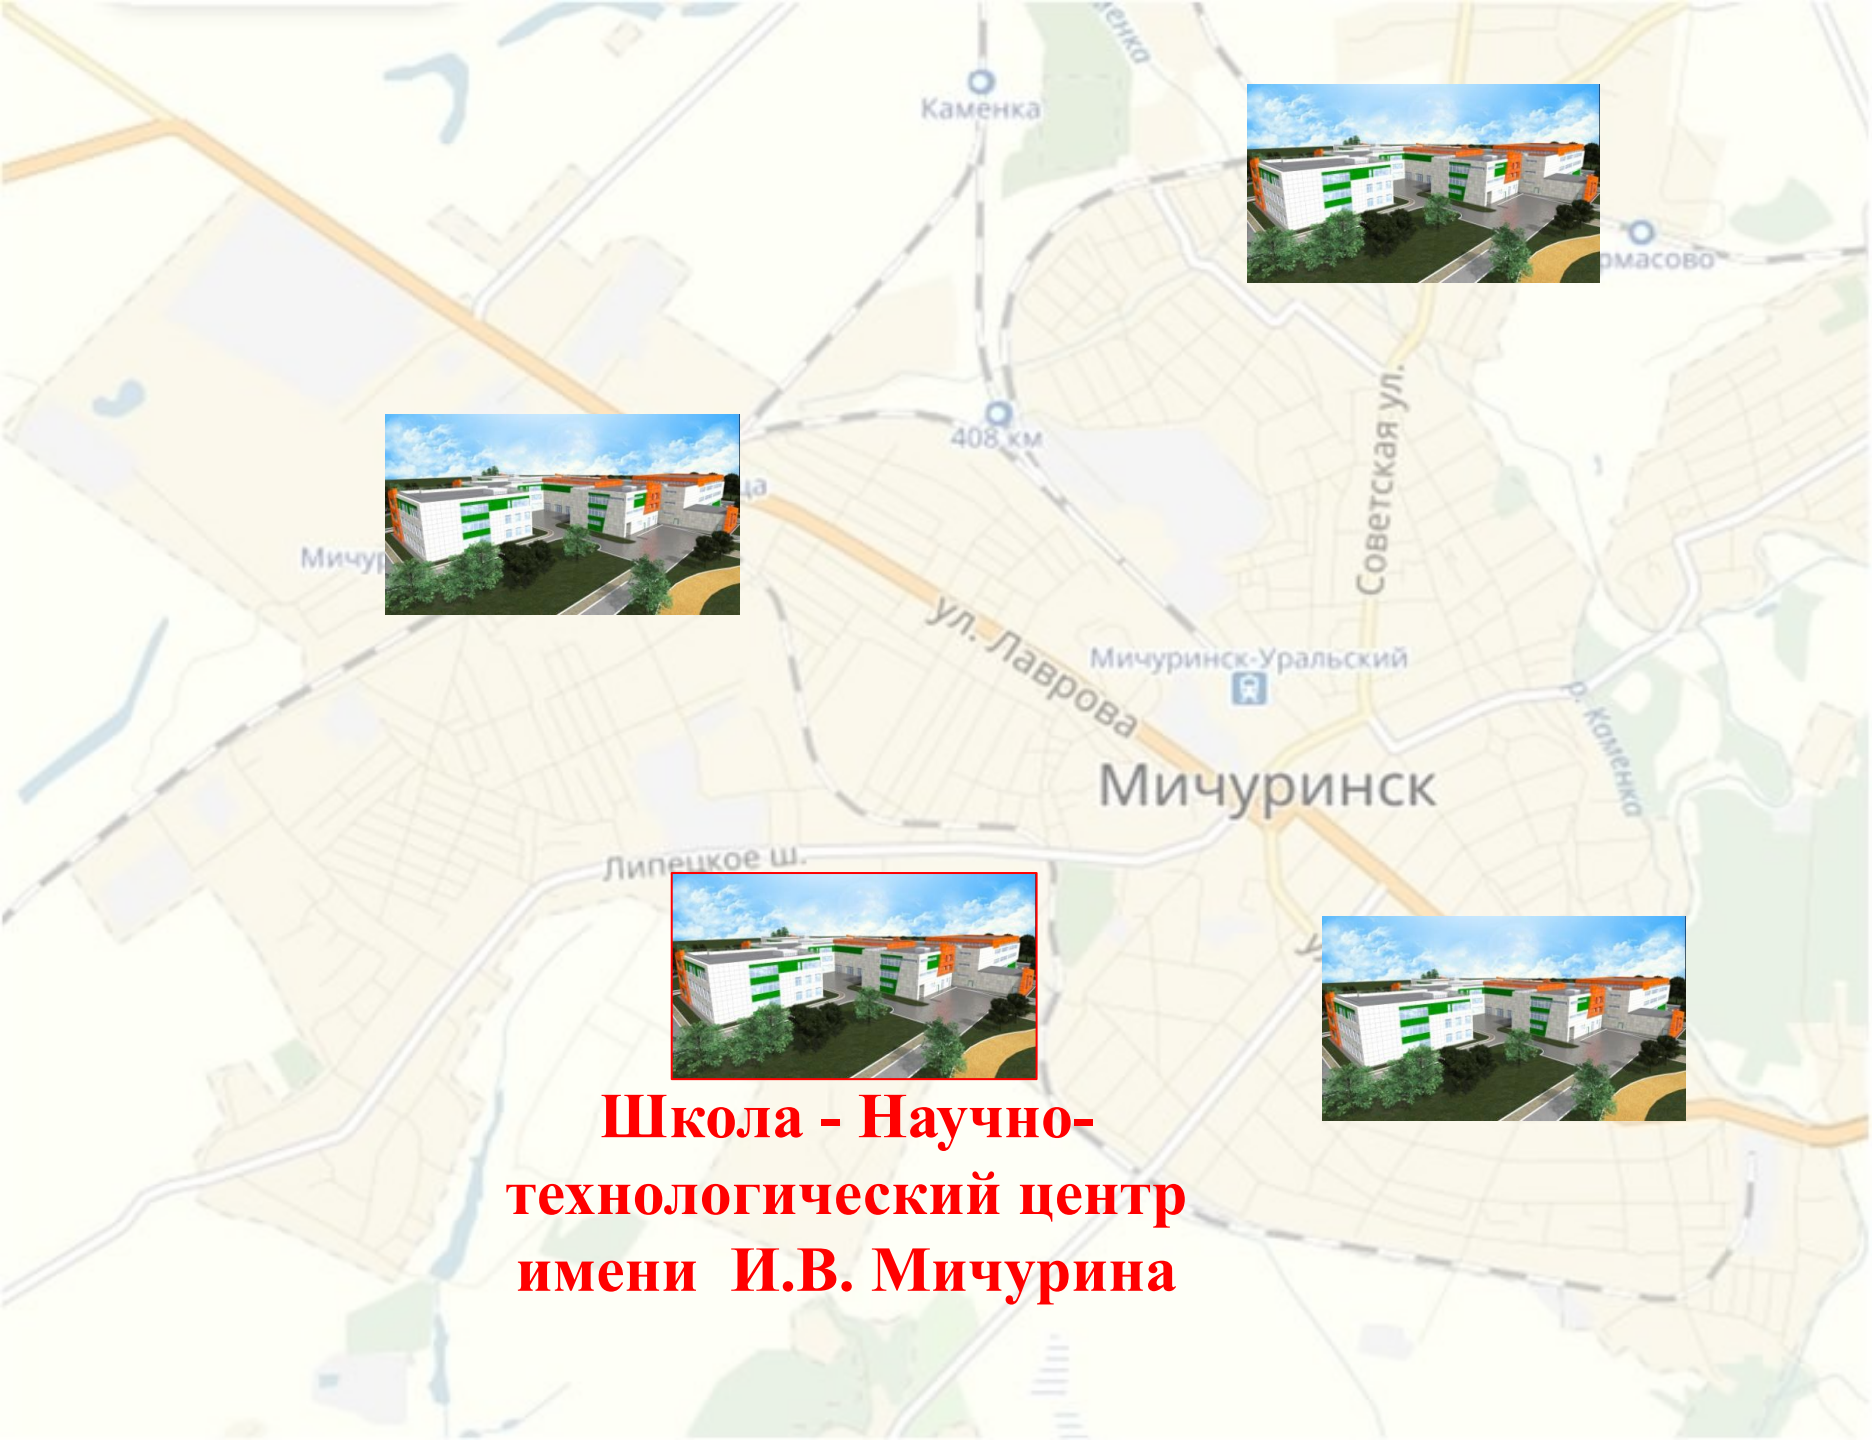 Каменка
408 км
Советская ул.
ул. Лаврова
Мичуринск-Уральский
р. Каменка
Мичуринск
Липецкое ш.
Школа - Научно-
технологический центр
имени И.В. Мичурина